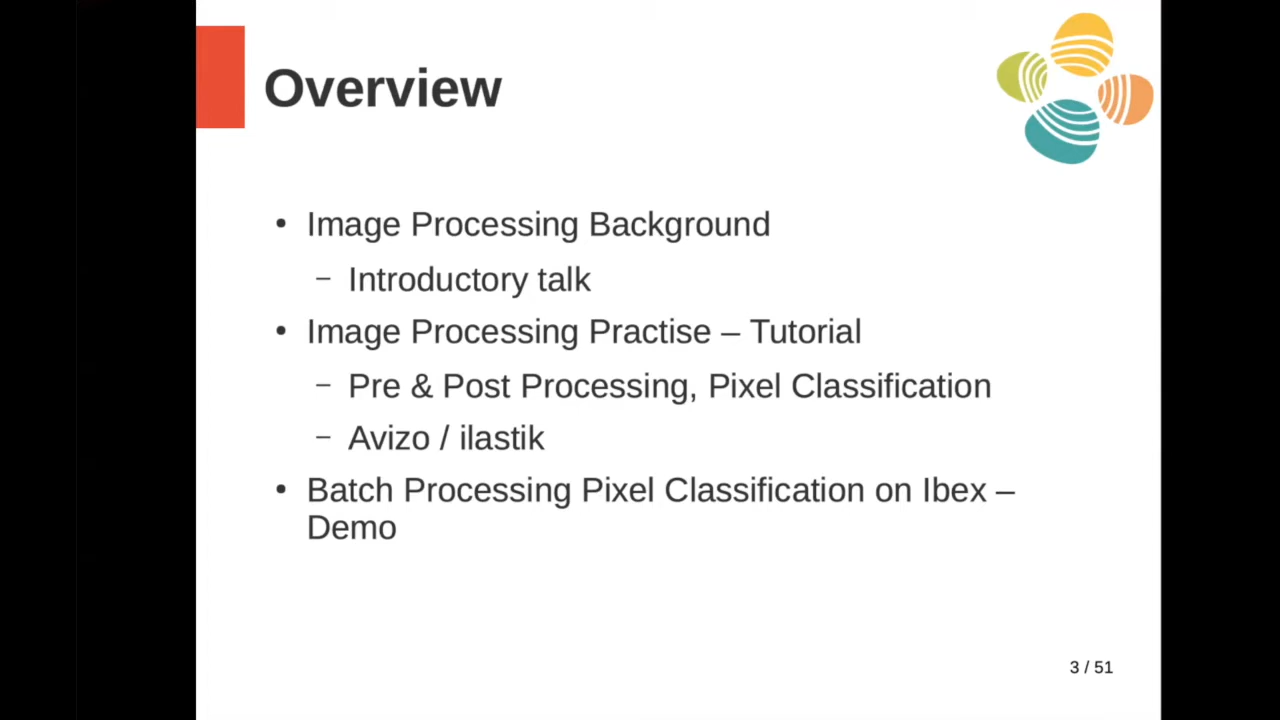 Overview
• Image Processing Background
– Introductory talk
• Image Processing Practise – Tutorial
– Pre & Post Processing, Pixel Classification
– Avizo / ilastik
• Batch Processing Pixel Classification on Ibex –
Demo
3 / 51